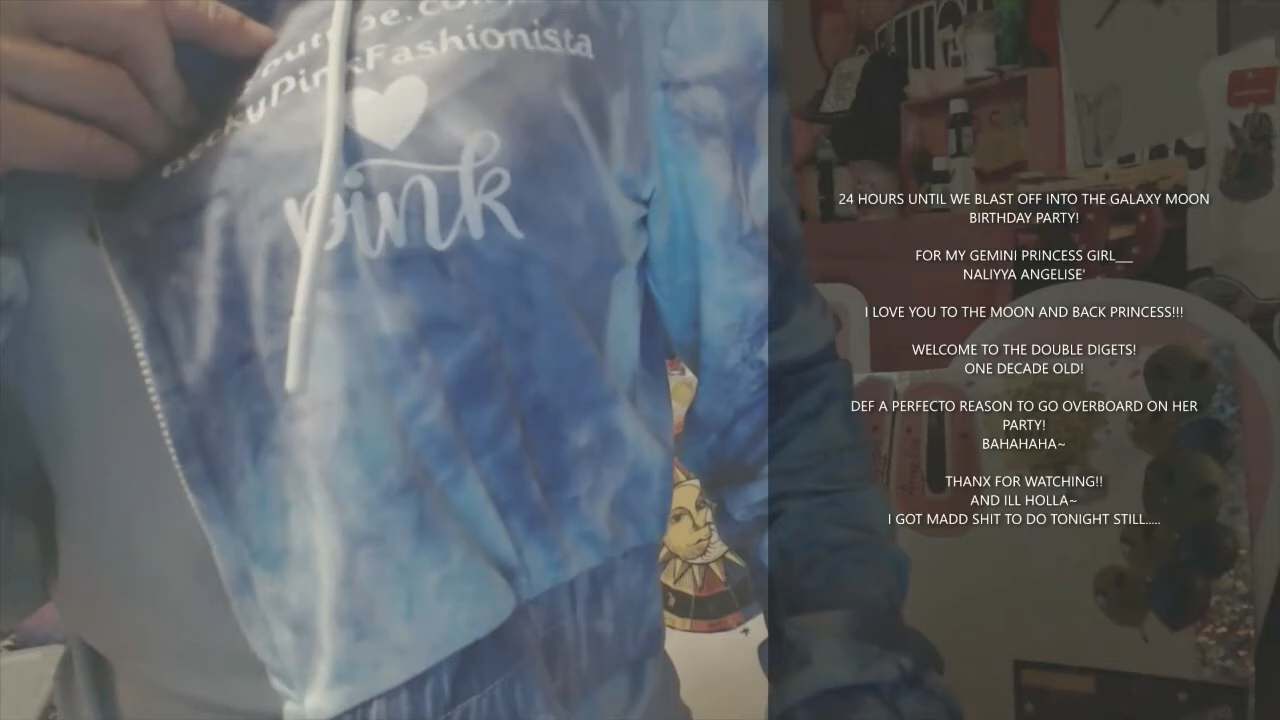 youtube.com/
BeckyPinkFashionista
pink
24 HOURS UNTIL WE BLAST OFF INTO THE GALAXY MOON
BIRTHDAY PARTY!
FOR MY GEMINI PRINCESS GIRL___
NALIYYA ANGELISE'
I LOVE YOU TO THE MOON AND BACK PRINCESS!!!
WELCOME TO THE DOUBLE DIGETS!
ONE DECADE OLD!
DEF A PERFECTO REASON TO GO OVERBOARD ON HER
PARTY!
BAHAHAHA~
THANX FOR WATCHING!!
AND ILL HOLLA~
I GOT MADD SHIT TO DO TONIGHT STILL.....